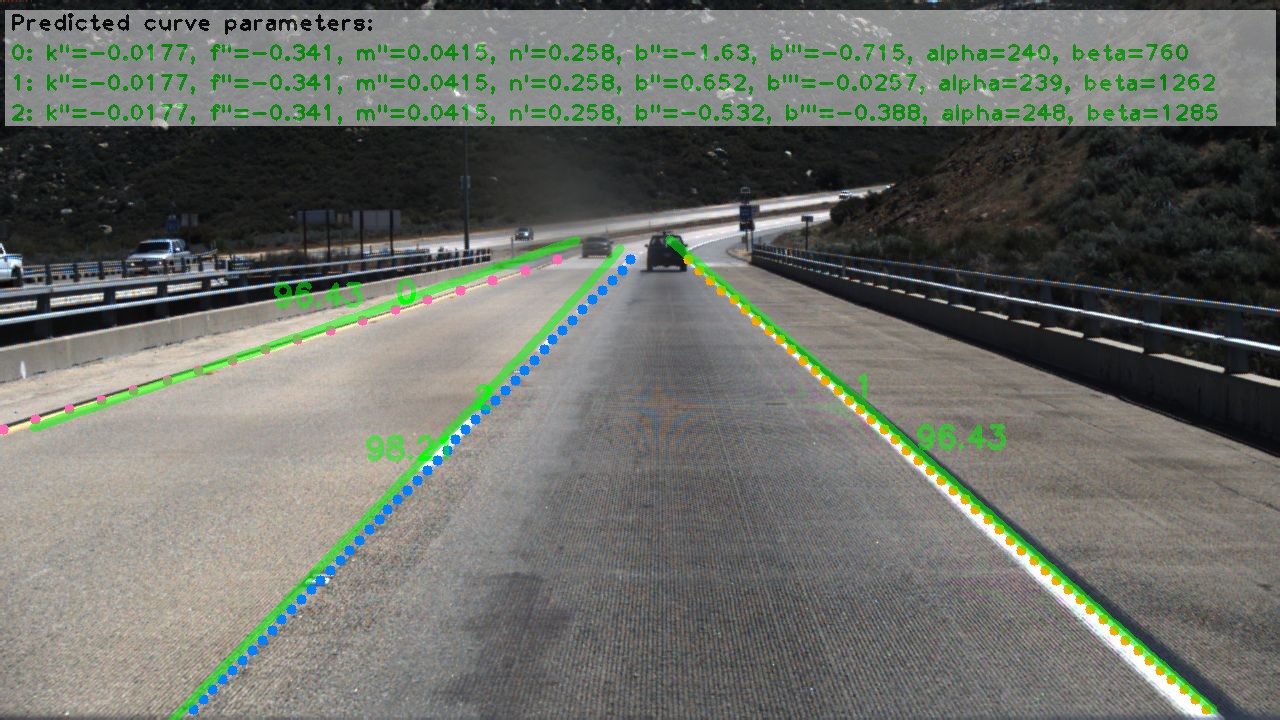 Predicted curve parameters:
0: k''=-0.0177, f''=-0.341, m''=0.0415, n'=0.258, b''=-1.63, b'''=-0.715, alpha=240, beta=760
1: k''=-0.0177, f''=-0.341, m''=0.0415, n'=0.258, b''=0.652, b'''=-0.0257, alpha=239, beta=1262
2: k''=-0.0177, f''=-0.341, m''=0.0415, n'=0.258, b''=-0.532, b'''=-0.388, alpha=248, beta=1285
96.43 0
2 1
96.43